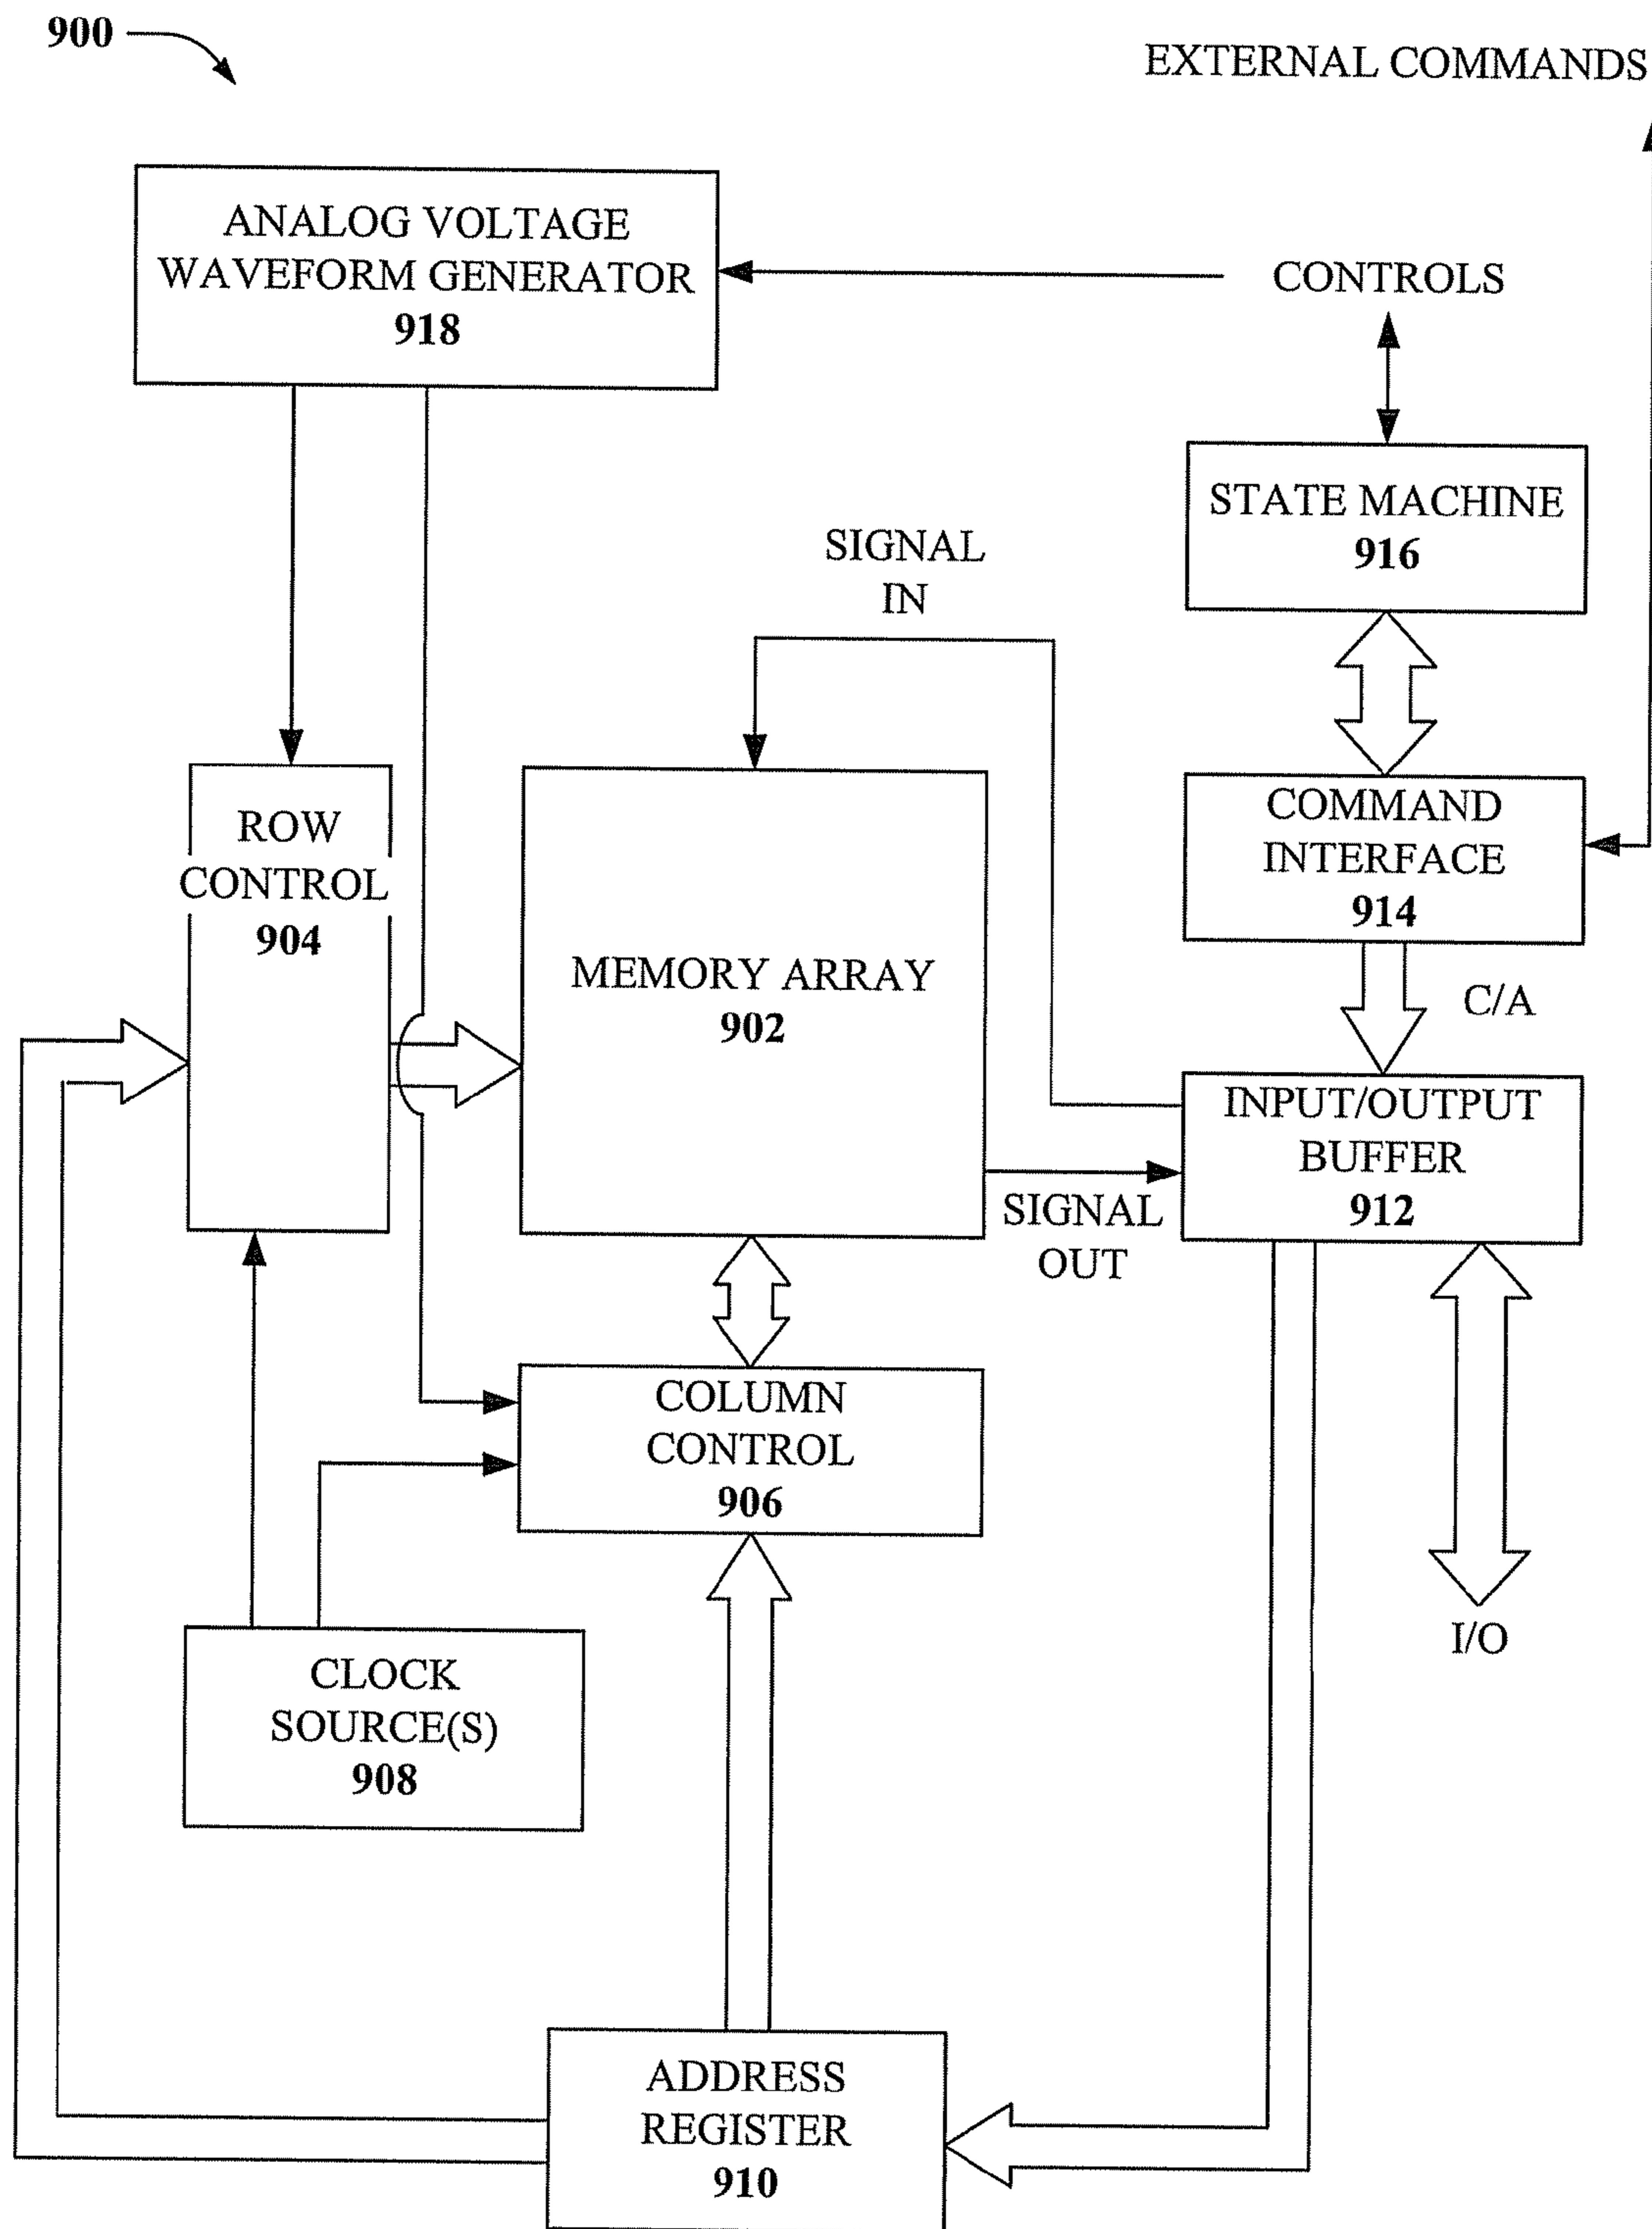 900
EXTERNAL COMMANDS
ANALOG VOLTAGE
WAVEFORM GENERATOR
918
CONTROLS
STATE MACHINE
916
SIGNAL
IN
ROW
CONTROL
904
MEMORY ARRAY
902
COMMAND
INTERFACE
914
C/A
INPUT/OUTPUT
BUFFER
912
SIGNAL
OUT
COLUMN
CONTROL
906
I/O
CLOCK
SOURCE(S)
908
ADDRESS
REGISTER
910